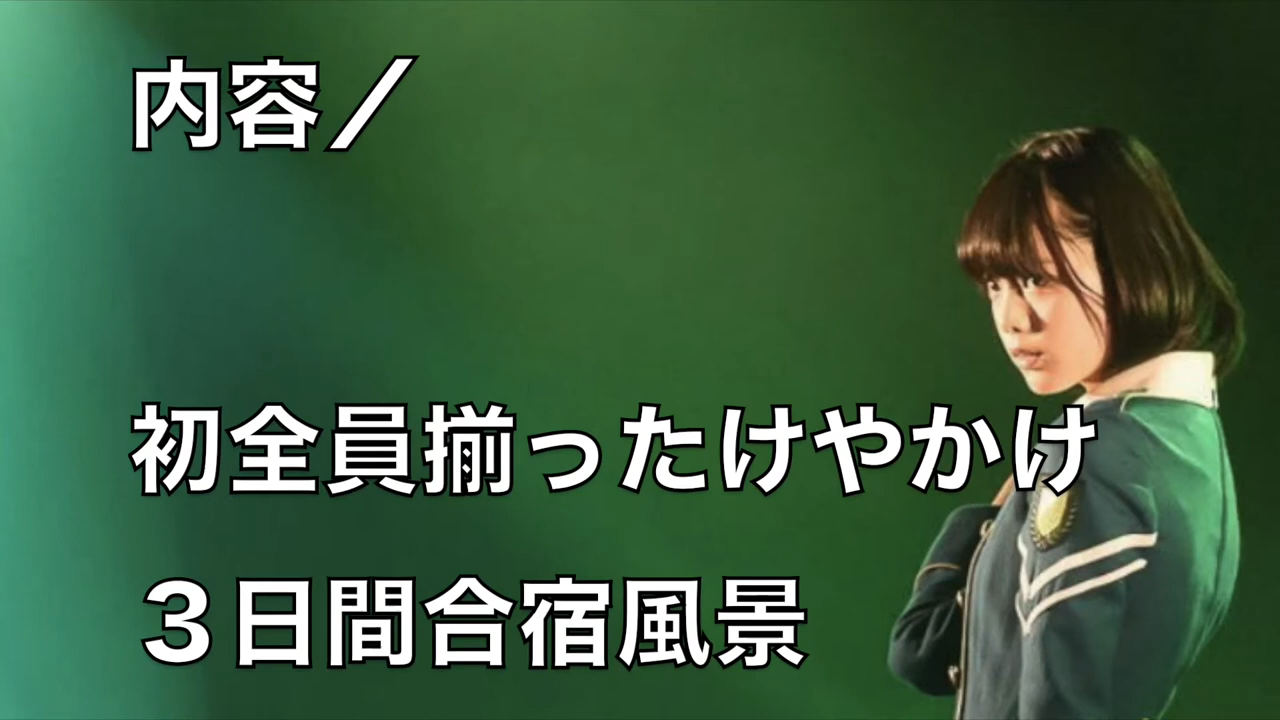 内容／
初全員揃ったけやかけ
３日間合宿風景